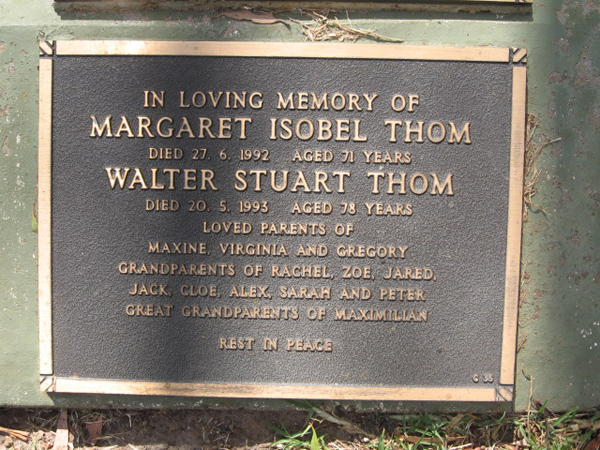 IN LOVING MEMORY OF
MARGARET ISOBEL THOM
DIED 27. 6. 1992 AGED 71 YEARS
WALTER STUART THOM
DIED 20. 5. 1993 AGED 78 YEARS
LOVED PARENTS OF
MAXINE, VIRGINIA AND GREGORY
GRANDPARENTS OF RACHEL, ZOE, JARED,
JACK, CLOE, ALEX, SARAH AND PETER
GREAT GRANDPARENTS OF MAXIMILIAN
REST IN PEACE